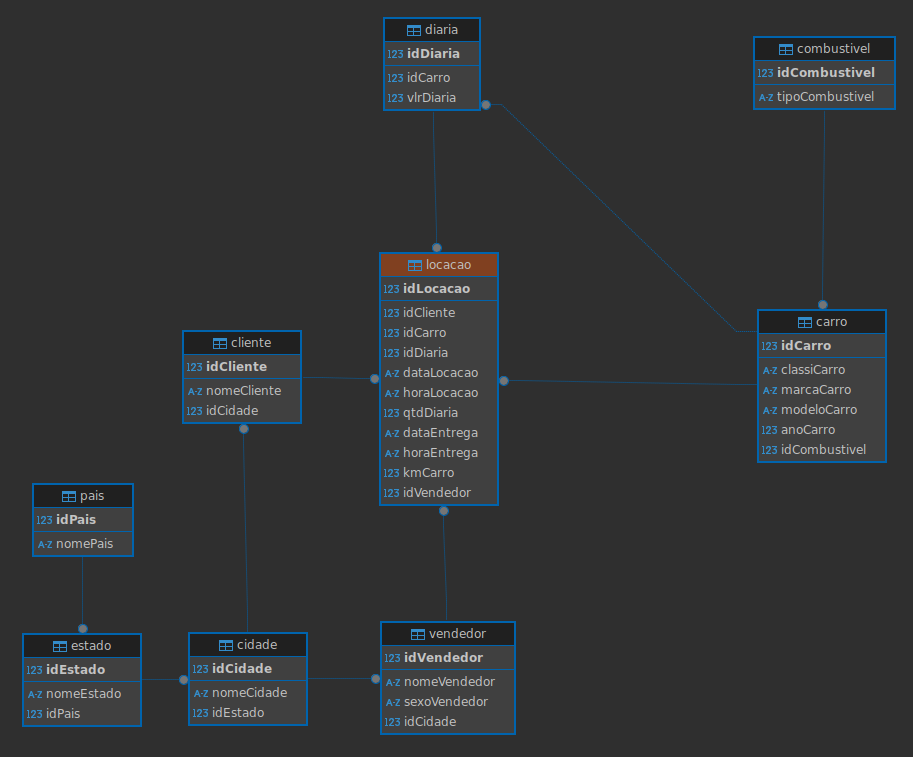 diaria
123 idDiaria
123 idCarro
123 vlrDiaria
combustivel
123 idCombustivel
A-Z tipoCombustivel
locacao
123 idLocacao
123 idCliente
123 idCarro
123 idDiaria
A-Z dataLocacao
A-Z horaLocacao
123 qtdDiaria
A-Z dataEntrega
A-Z horaEntrega
123 kmCarro
123 idVendedor
carro
123 idCarro
A-Z classiCarro
A-Z marcaCarro
A-Z modeloCarro
123 anoCarro
123 idCombustivel
cliente
123 idCliente
A-Z nomeCliente
123 idCidade
pais
123 idPais
A-Z nomePais
estado
123 idEstado
A-Z nomeEstado
123 idPais
cidade
123 idCidade
A-Z nomeCidade
123 idEstado
vendedor
123 idVendedor
A-Z nomeVendedor
A-Z sexoVendedor
123 idCidade